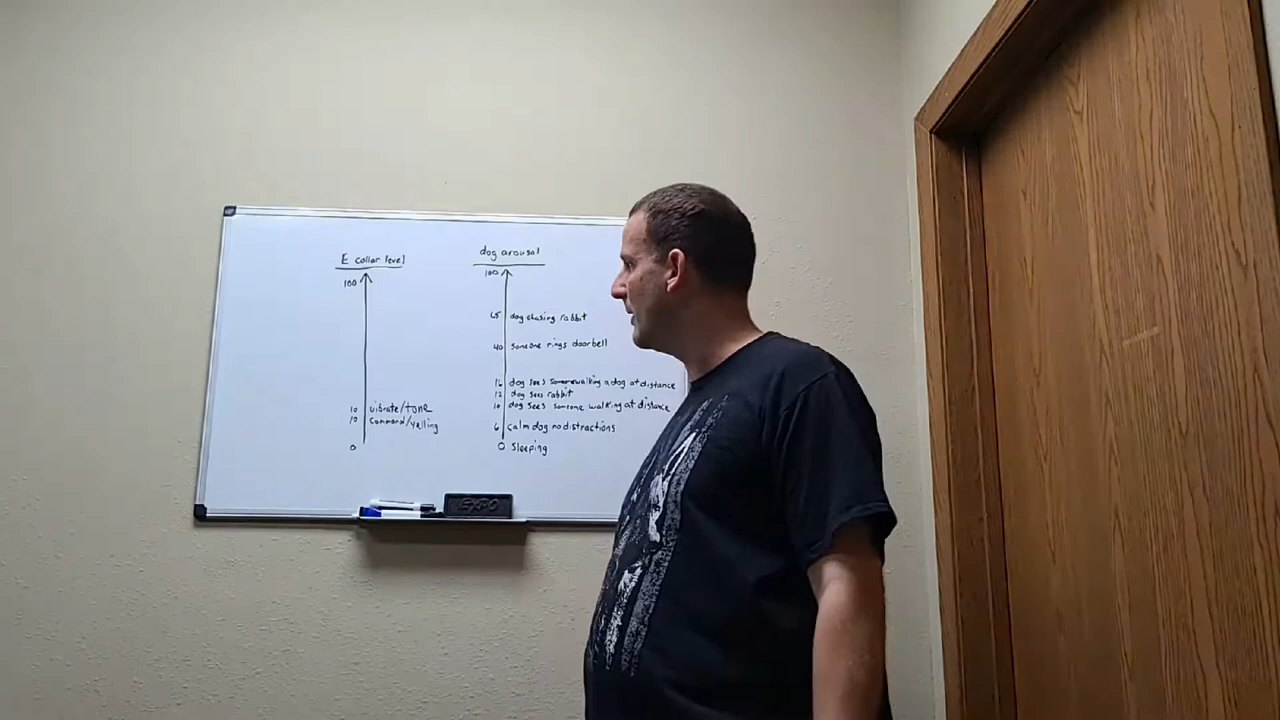 E collar level
100
10 vibrate/tone
10 command/yelling
0
dog arousal
100
65 dog chasing rabbit
40 someone rings doorbell
16 dog sees someone walking a dog at distance
12 dog sees rabbit
10 dog sees someone walking at distance
6 calm dog no distractions
0 sleeping
EXPO